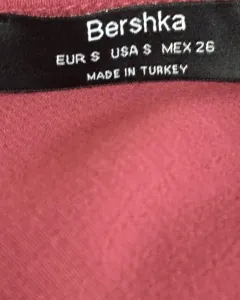 Bershka
EUR S USA S MEX 26
MADE IN TURKEY